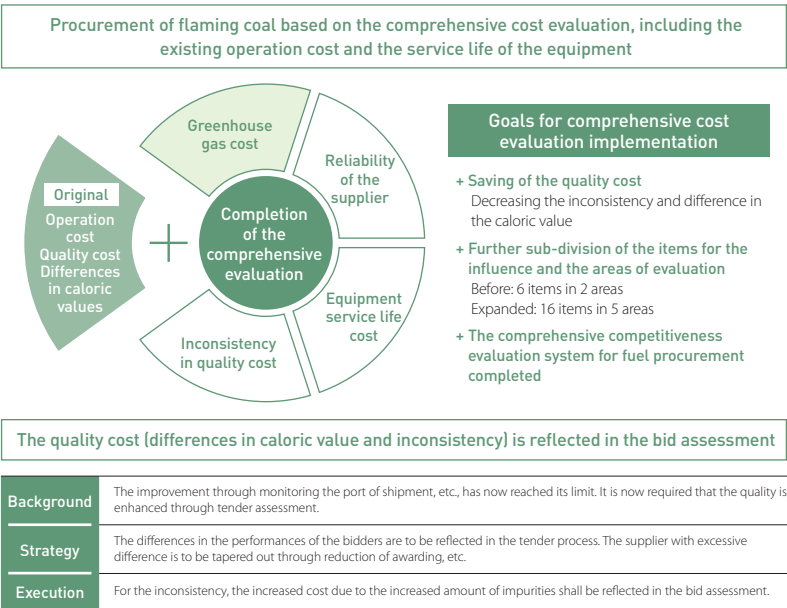 Procurement of flaming coal based on the comprehensive cost evaluation, including the
existing operation cost and the service life of the equipment
Original
Operation
cost
Quality cost
Differences
in caloric
values
+
Greenhouse
gas cost
Reliability
of the
supplier
Completion
of the
comprehensive
evaluation
Equipment
service life
cost
Inconsistency
in quality cost
Goals for comprehensive cost
evaluation implementation
+ Saving of the quality cost
Decreasing the inconsistency and difference in
the caloric value
+ Further sub-division of the items for the
influence and the areas of evaluation
Before: 6 items in 2 areas
Expanded: 16 items in 5 areas
+ The comprehensive competitiveness
evaluation system for fuel procurement
completed
The quality cost (differences in caloric value and inconsistency) is reflected in the bid assessment
Background
The improvement through monitoring the port of shipment, etc., has now reached its limit. It is now required that the quality is
enhanced through tender assessment.
Strategy
The differences in the performances of the bidders are to be reflected in the tender process. The supplier with excessive
difference is to be tapered out through reduction of awarding, etc.
Execution
For the inconsistency, the increased cost due to the increased amount of impurities shall be reflected in the bid assessment.